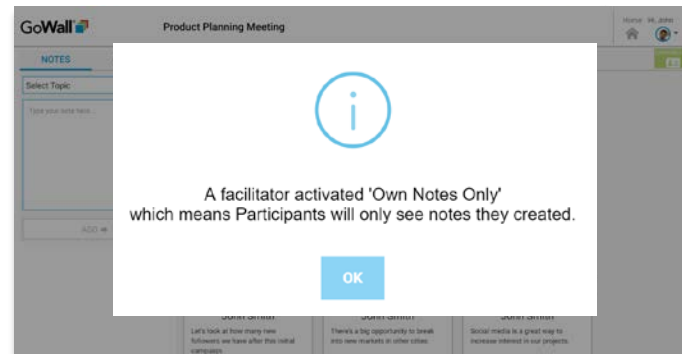 GoWall
Product Planning Meeting
Home Hi, John
NOTES
Select Topic
Type your note here...
A facilitator activated 'Own Notes Only'
which means Participants will only see notes they created.
ADD
OK
John Smith
John Smith
John Smith
Let's look at how many new
followers we have after this initial
campaign
There's a big opportunity to break
into new markets in other cities.
Social media is a great way to
increase interest in our projects.